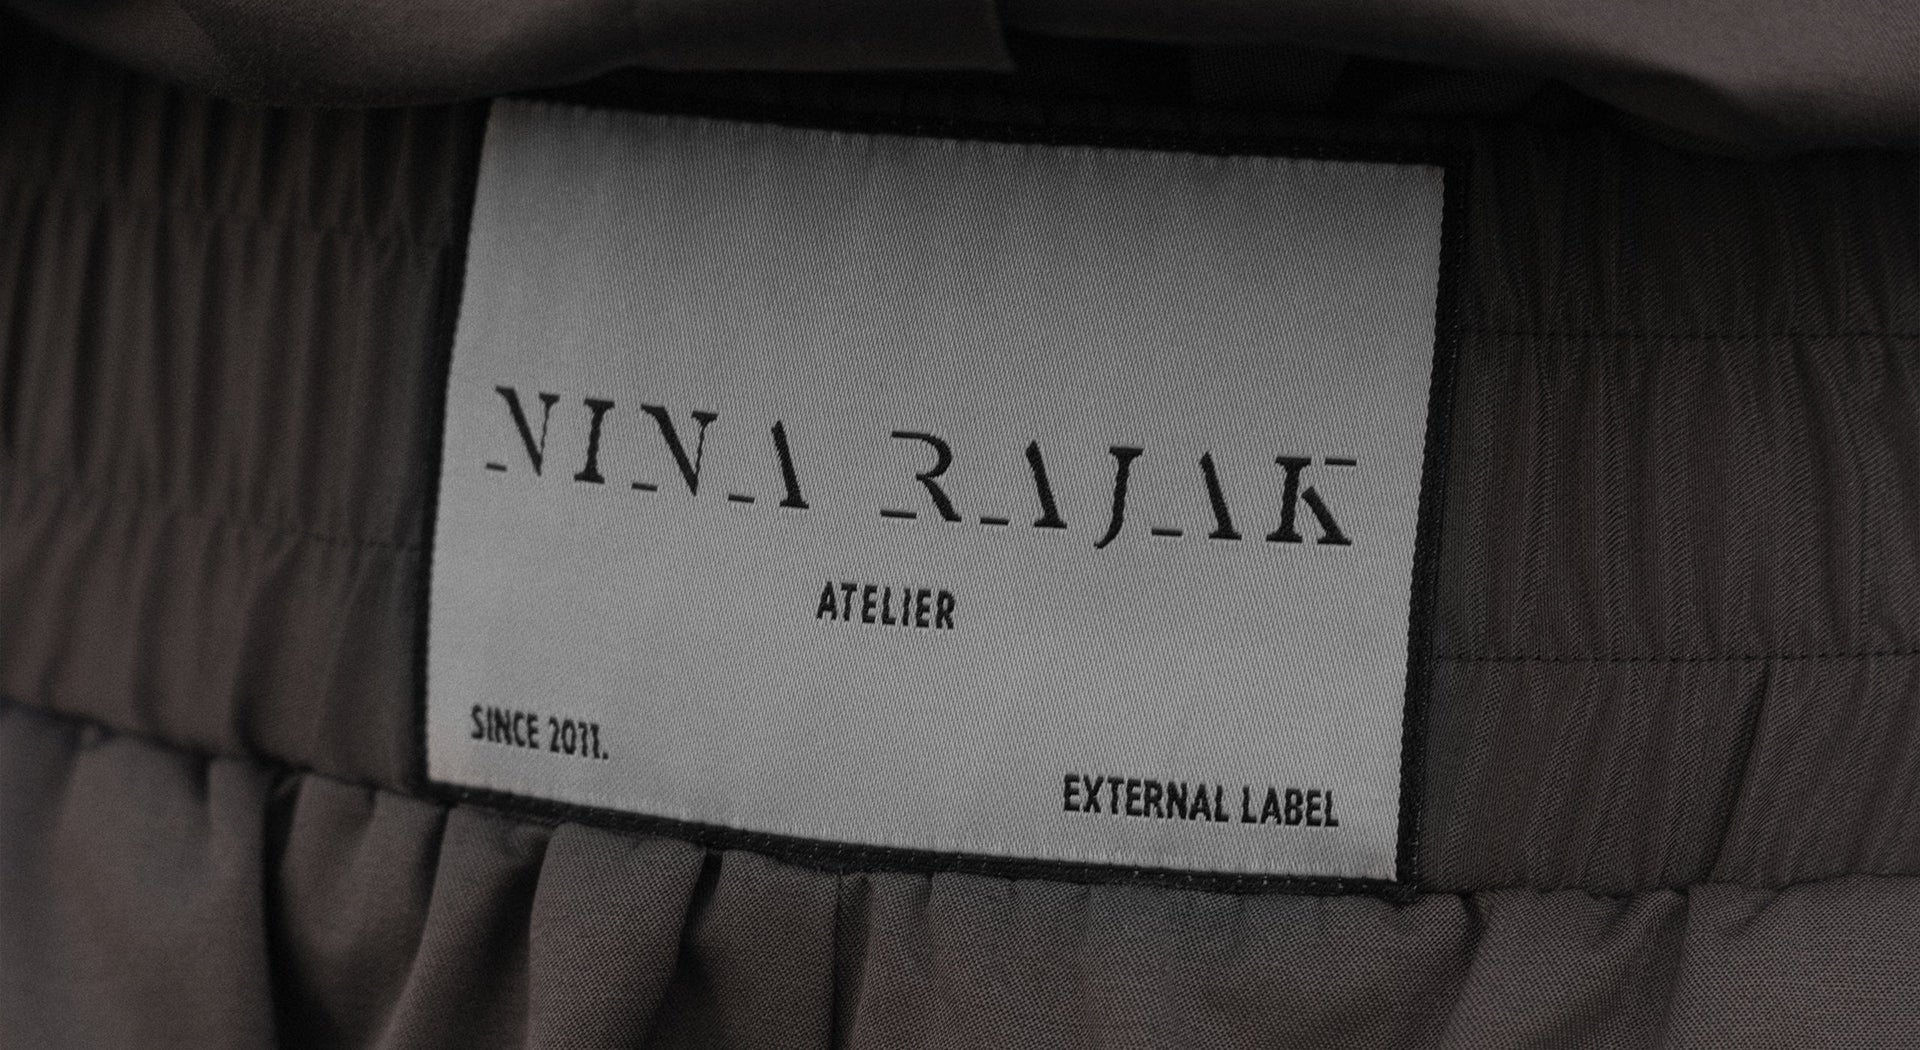 NINA RAJAK
ATELIER
SINCE 2011.
EXTERNAL LABEL